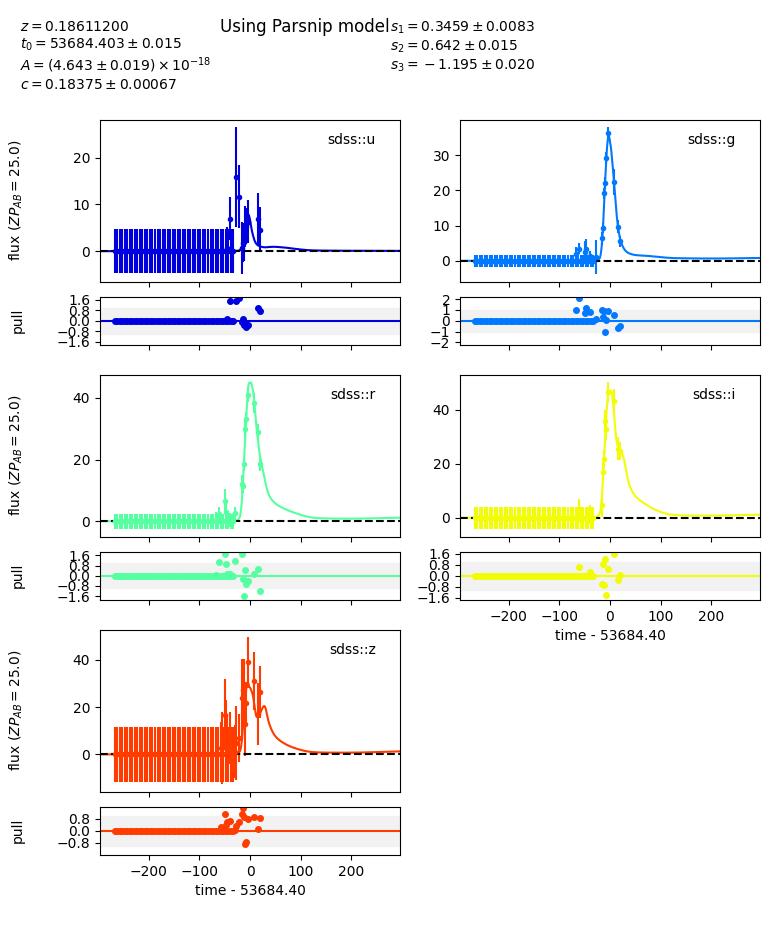 Using Parsnip model
z = 0.18611200
t₀ = 53684.403 ± 0.015
A = (4.643 ± 0.019) × 10⁻¹⁸
c = 0.18375 ± 0.00067
s₁ = 0.3459 ± 0.0083
s₂ = 0.642 ± 0.015
s₃ = −1.195 ± 0.020
flux (ZP_AB = 25.0)
20
10
0
sdss::u
30
20
10
0
sdss::g
pull
1.6
0.8
0.0
−0.8
−1.6
2
1
0
−1
−2
flux (ZP_AB = 25.0)
40
20
0
sdss::r
40
20
0
sdss::i
pull
1.6
0.8
0.0
−0.8
−1.6
1.6
0.8
0.0
−0.8
−1.6
−200 −100 0 100 200
time - 53684.40
flux (ZP_AB = 25.0)
40
20
0
sdss::z
pull
0.8
0.0
−0.8
−200 −100 0 100 200
time - 53684.40